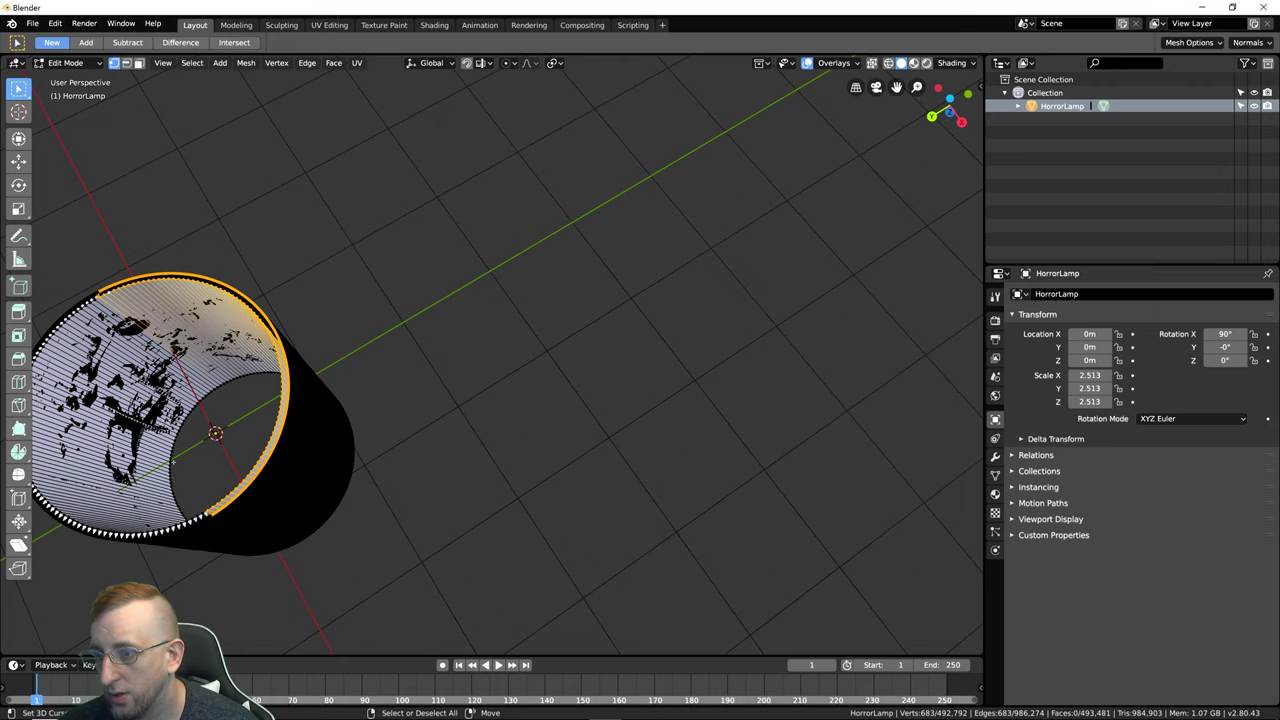 Blender
File Edit Render Window Help Layout Modeling Sculpting UV Editing Texture Paint Shading Animation Rendering Compositing Scripting + Scene View Layer
New Add Subtract Difference Intersect Mesh Options Normals
Edit Mode View Select Add Mesh Vertex Edge Face UV Global Overlays Shading
User Perspective
(1) HorrorLamp
Y
Z
X
Scene Collection
Collection
HorrorLamp
HorrorLamp
HorrorLamp
Transform
Location X 0m Rotation X 90°
Y 0m Y -0°
Z 0m Z 0°
Scale X 2.513
Y 2.513
Z 2.513
Rotation Mode XYZ Euler
Delta Transform
Relations
Collections
Instancing
Motion Paths
Viewport Display
Custom Properties
Playback 1 Start: 1 End: 250
1 10 60 70 80 90 100 110 120 130 140 150 160 170 180 190 200 210 220 230 240 250
Set 3D Curs Select or Deselect All Move HorrorLamp | Verts:683/492,792 | Edges:683/986,274 | Faces:0/493,481 | Tris:984,903 | Mem: 1.07 GB | v2.80.43